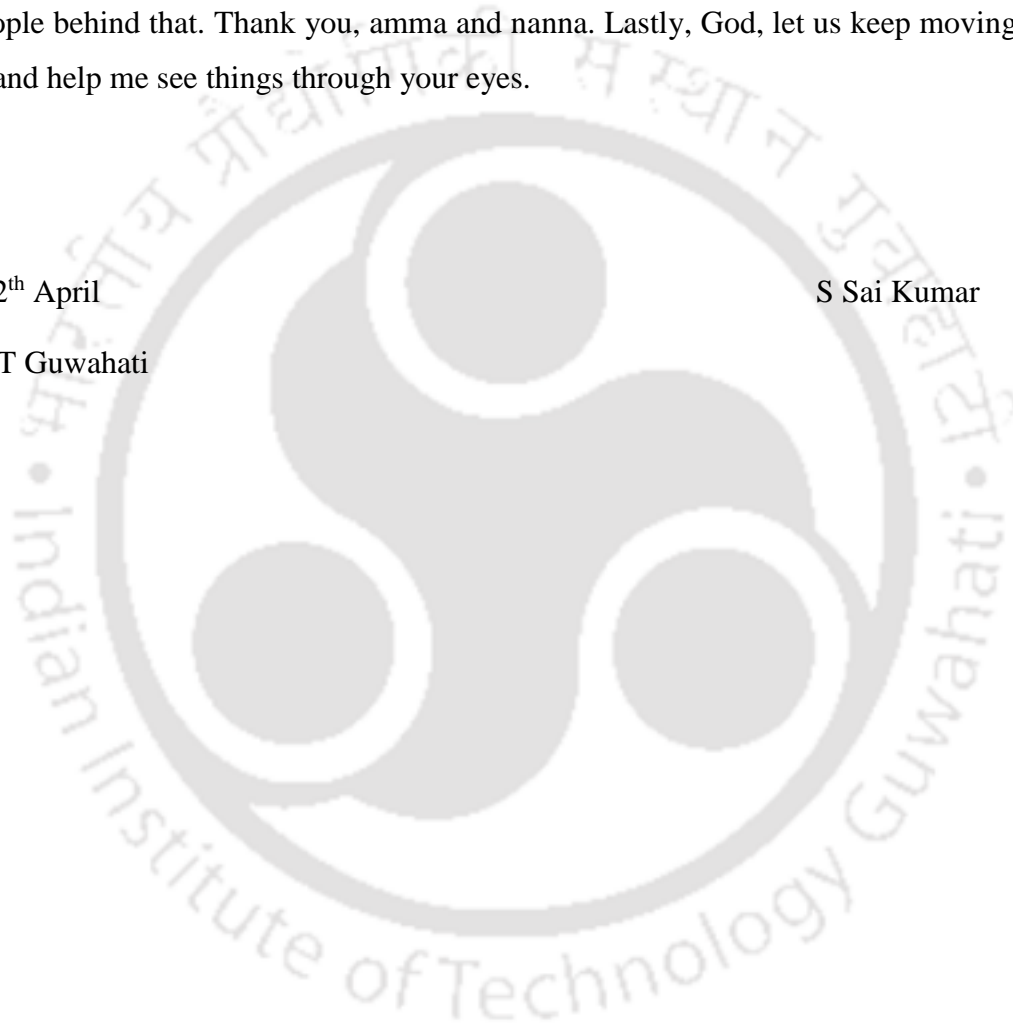 ople behind that. Thank you, amma and nanna. Lastly, God, let us keep moving
and help me see things through your eyes.
2th April
S Sai Kumar
T Guwahati
भारतीय प्रौद्योगिकी संस्थान गुवाहाटी
• Indian Institute of Technology Guwahati •